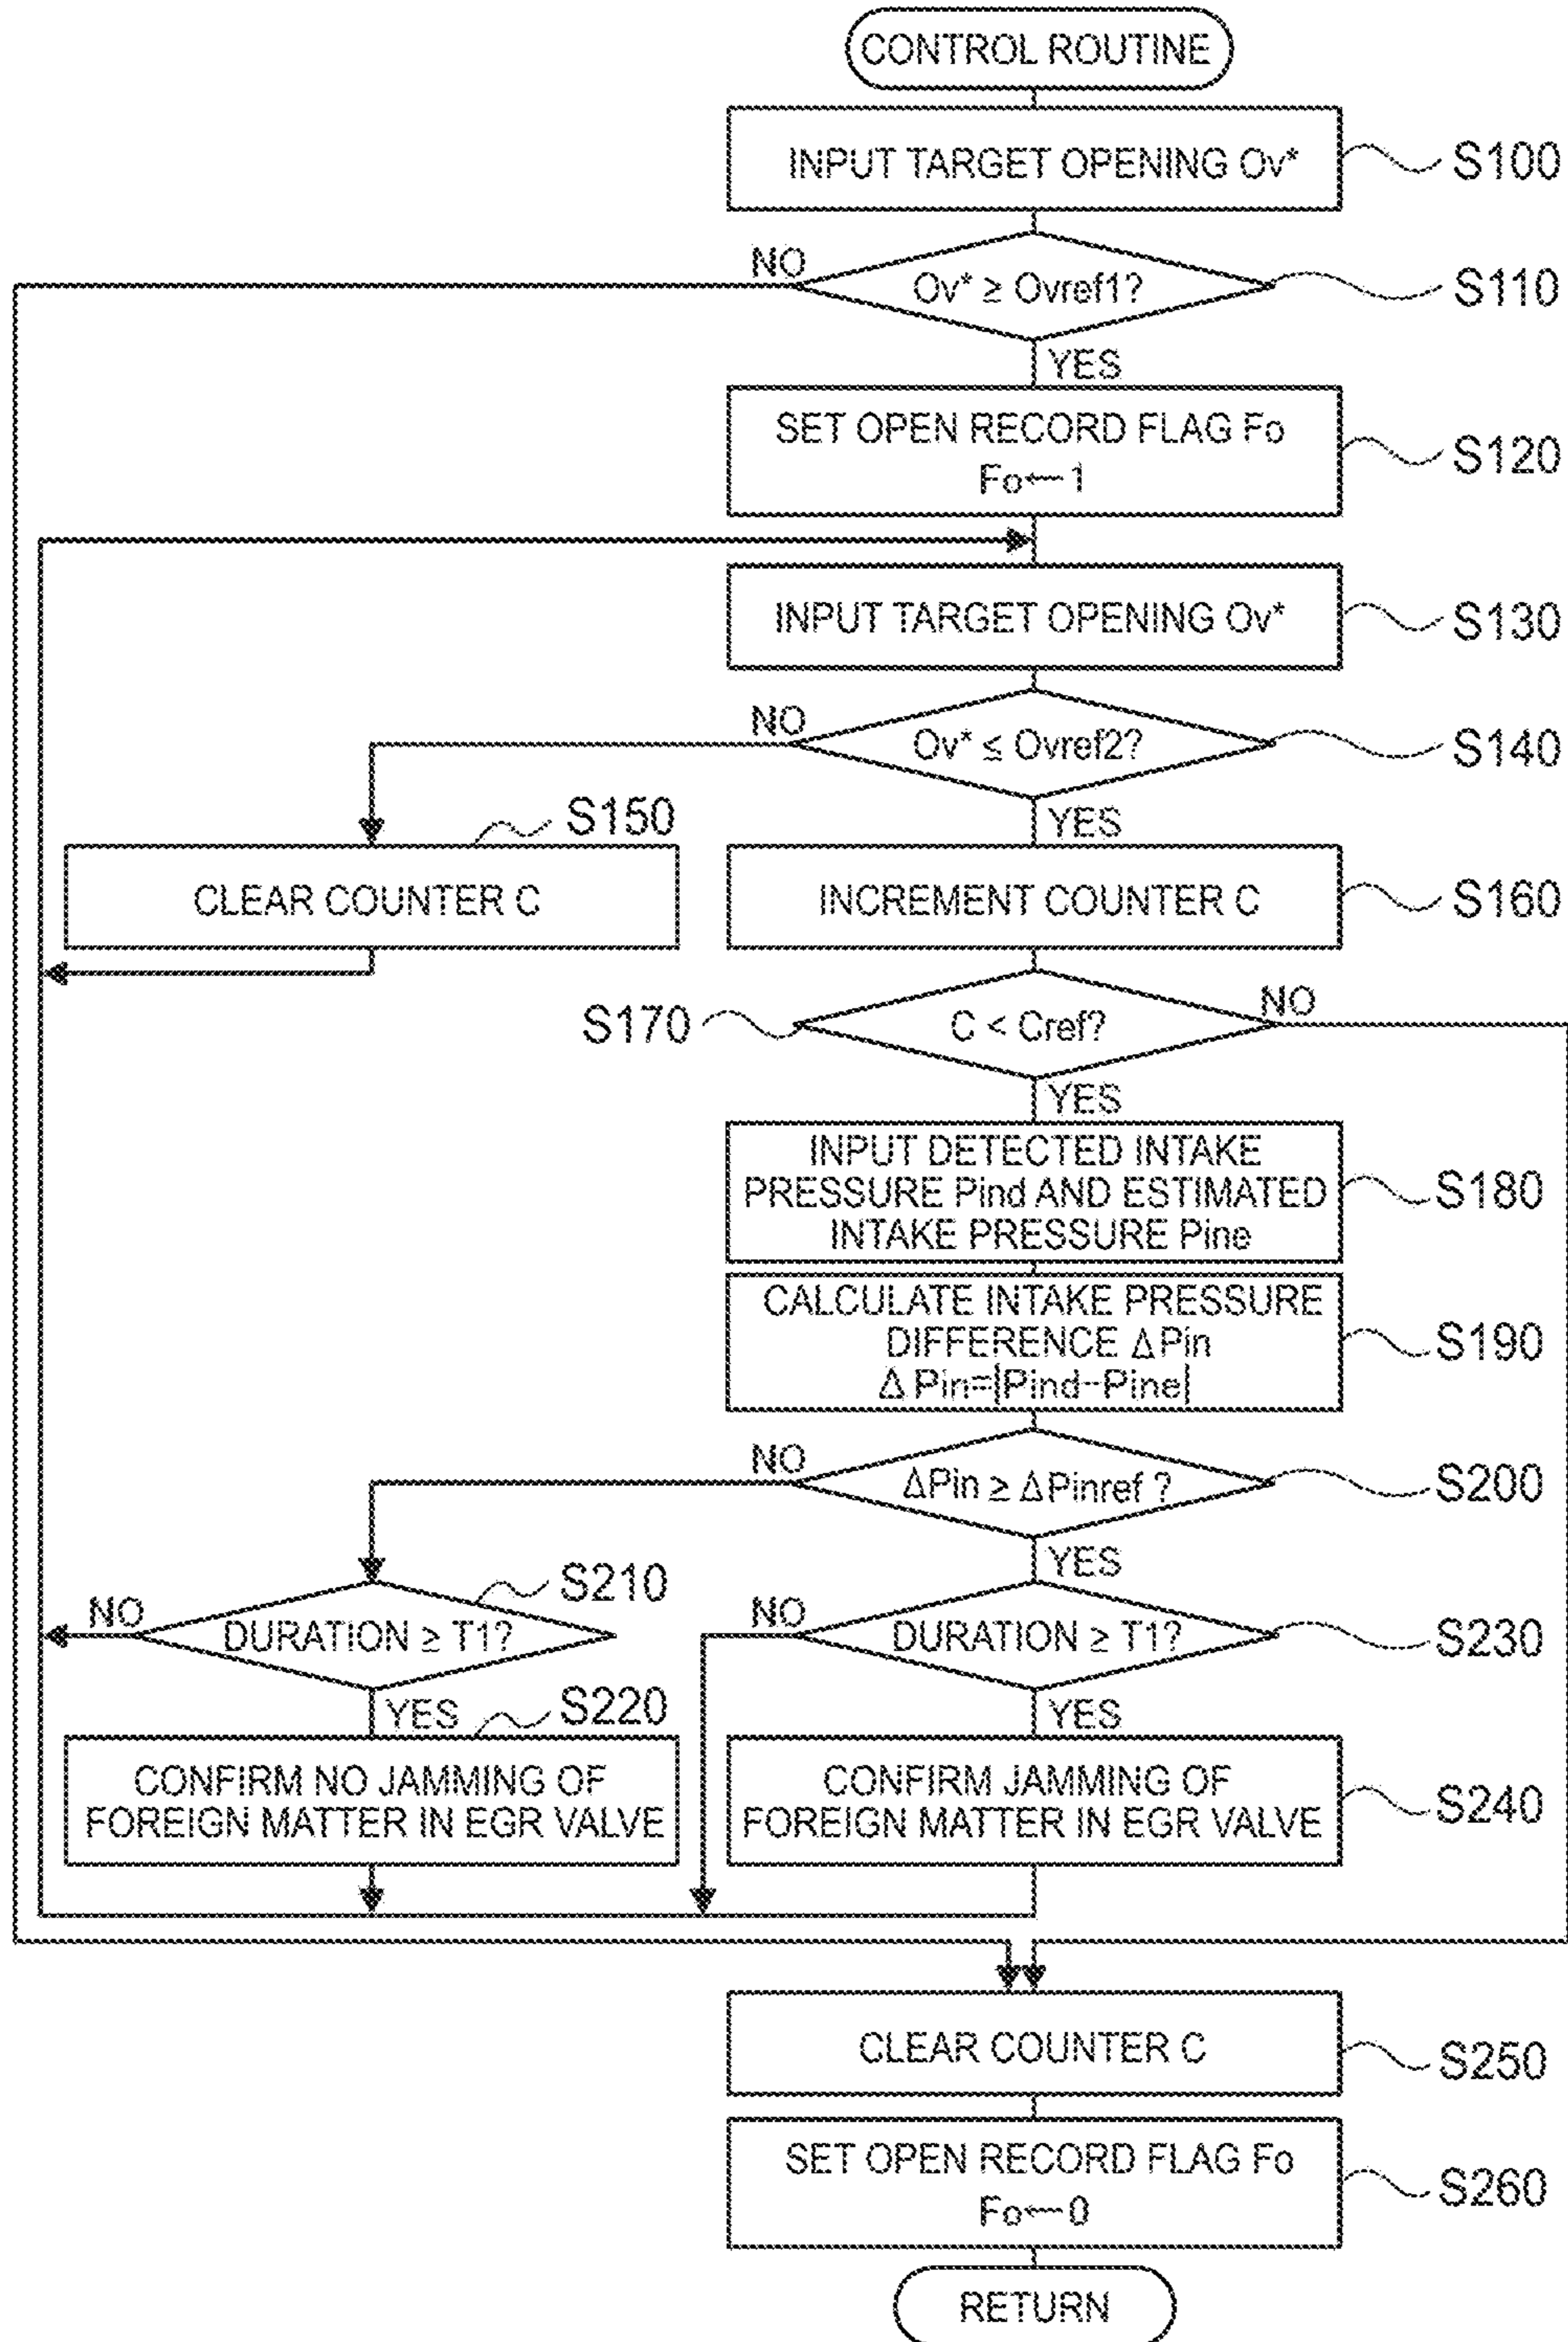 CONTROL ROUTINE
INPUT TARGET OPENING Ov*
S100
NO
Ov* ≥ Ovref1?
S110
YES
SET OPEN RECORD FLAG Fo
Fo←1
S120
INPUT TARGET OPENING Ov*
S130
NO
Ov* ≤ Ovref2?
S140
YES
S150
CLEAR COUNTER C
INCREMENT COUNTER C
S160
S170
C < Cref?
NO
YES
INPUT DETECTED INTAKE
PRESSURE Pind AND ESTIMATED
INTAKE PRESSURE Pine
S180
CALCULATE INTAKE PRESSURE
DIFFERENCE ΔPin
ΔPin=|Pind-Pine|
S190
NO
ΔPin ≥ ΔPinref ?
S200
YES
S210
NO
DURATION ≥ T1?
YES
NO
DURATION ≥ T1?
S230
YES
S220
CONFIRM NO JAMMING OF
FOREIGN MATTER IN EGR VALVE
CONFIRM JAMMING OF
FOREIGN MATTER IN EGR VALVE
S240
CLEAR COUNTER C
S250
SET OPEN RECORD FLAG Fo
Fo←0
S260
RETURN